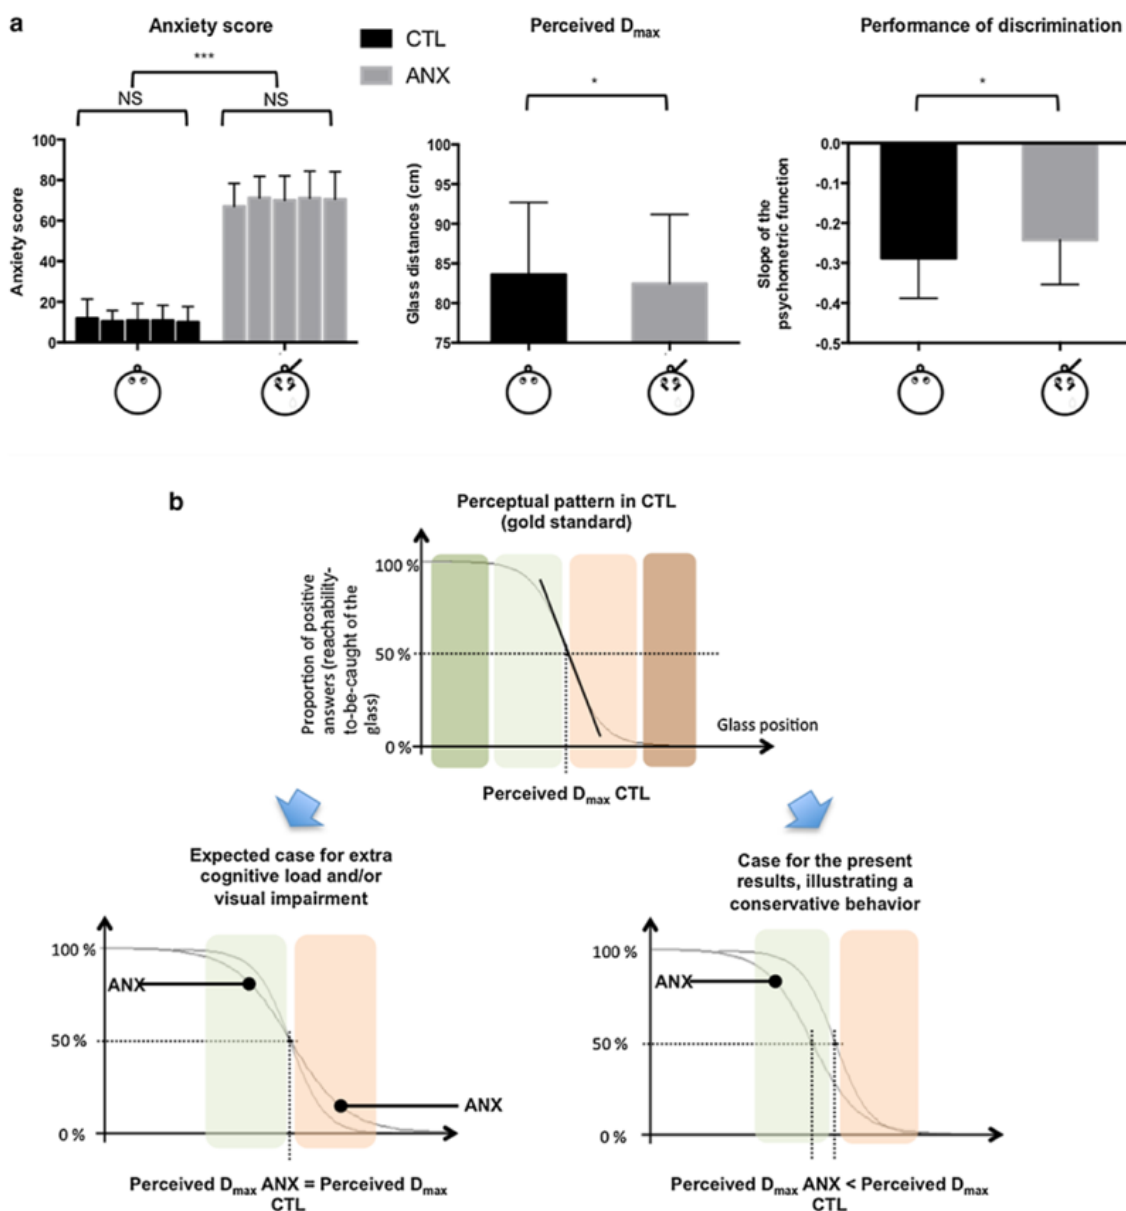 a
Anxiety score
CTL
ANX
Perceived Dmax
Performance of discrimination
***
NS
NS
*
*
Anxiety score
100
80
60
40
20
0
Glass distances (cm)
100
95
90
85
80
75
Slope of the
psychometric function
0.0
-0.1
-0.2
-0.3
-0.4
-0.5
b
Perceptual pattern in CTL
(gold standard)
Proportion of positive
answers (reachability-
to-be-caught of the
glass)
100 %
50 %
0 %
Glass position
Perceived Dmax CTL
Expected case for extra
cognitive load and/or
visual impairment
100 %
ANX
50 %
ANX
0 %
Perceived Dmax ANX = Perceived Dmax
CTL
Case for the present
results, illustrating a
conservative behavior
100 %
ANX
50 %
0 %
Perceived Dmax ANX < Perceived Dmax
CTL